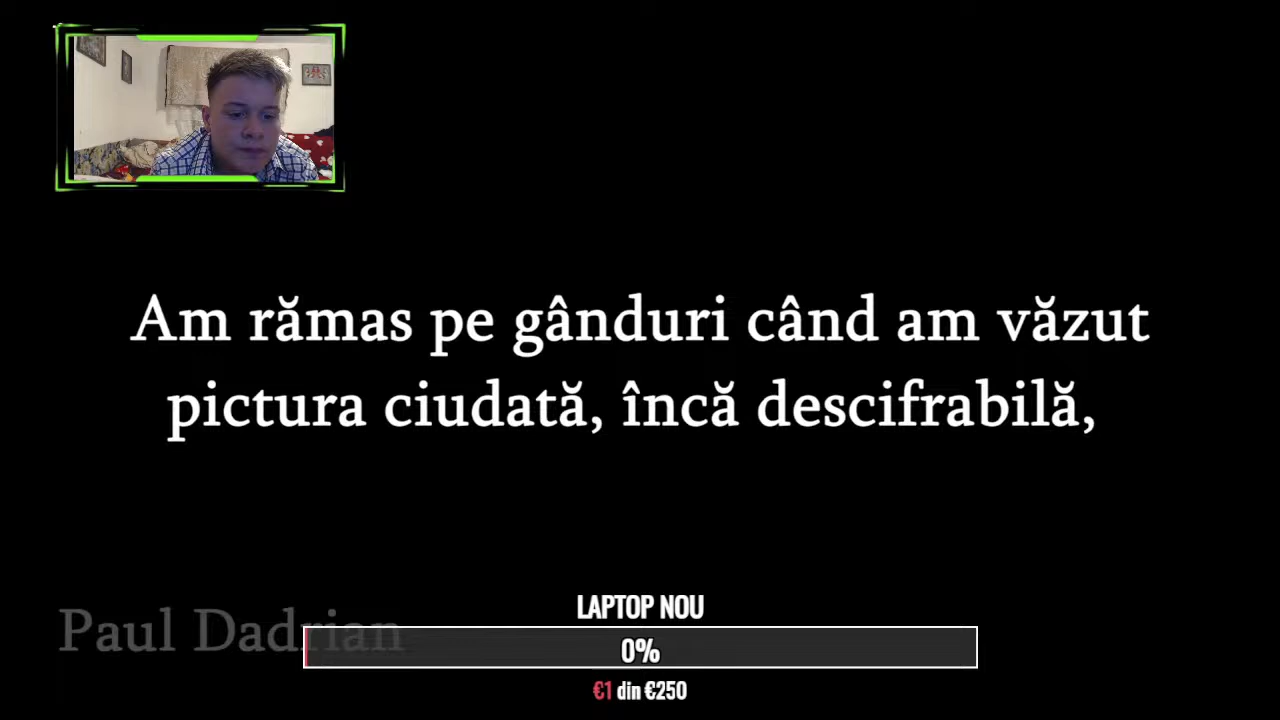 Am rămas pe gânduri când am văzut
pictura ciudată, încă descifrabilă,
Paul Dadrian
LAPTOP NOU
0%
€1 din €250